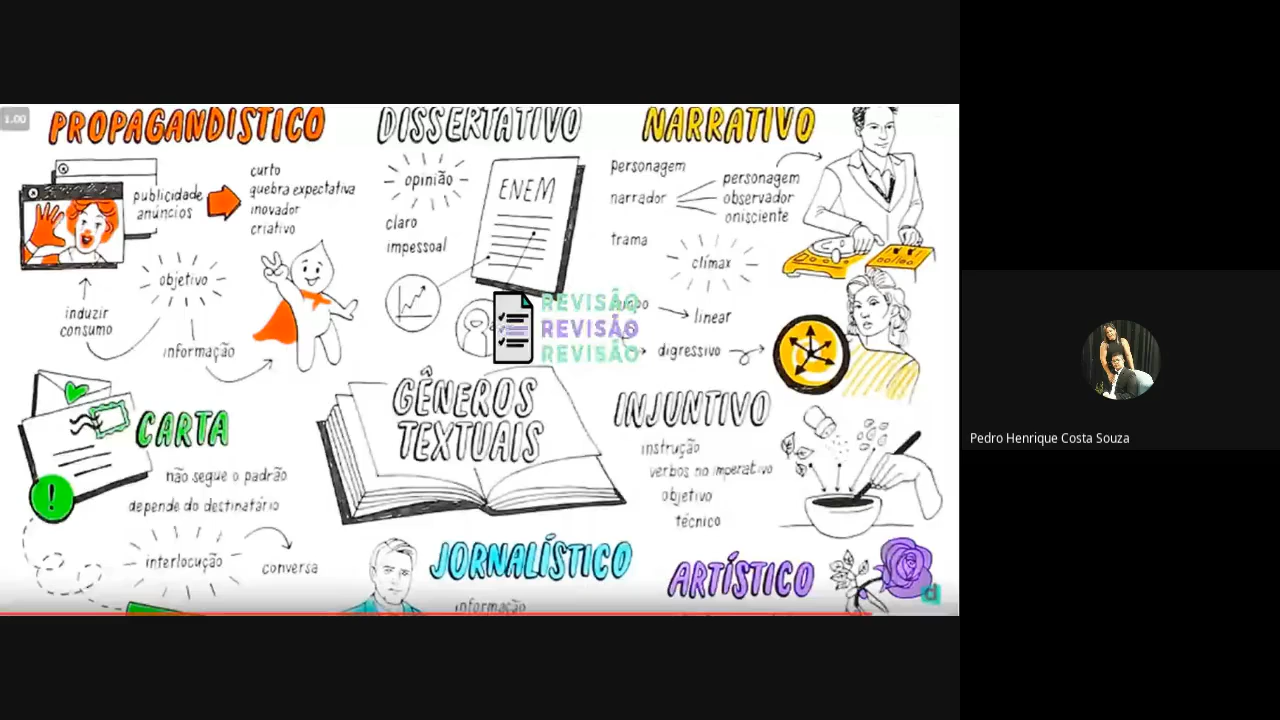 1.00
PROPAGANDISTICO
publicidade
anúncios
curto
quebra expectativa
inovador
criativo
objetivo
induzir
consumo
informação
DISSERTATIVO
opinião
claro
impessoal
ENEM
NARRATIVO
personagem
narrador
personagem
observador
onisciente
trama
clímax
linear
digressivo
REVISÃO
REVISÃO
REVISÃO
CARTA
não segue o padrão
depende do destinatário
interlocução
conversa
GÊNEROS
TEXTUAIS
INJUNTIVO
instrução
verbos no imperativo
objetivo
técnico
JORNALÍSTICO
informação
ARTÍSTICO
d
Pedro Henrique Costa Souza